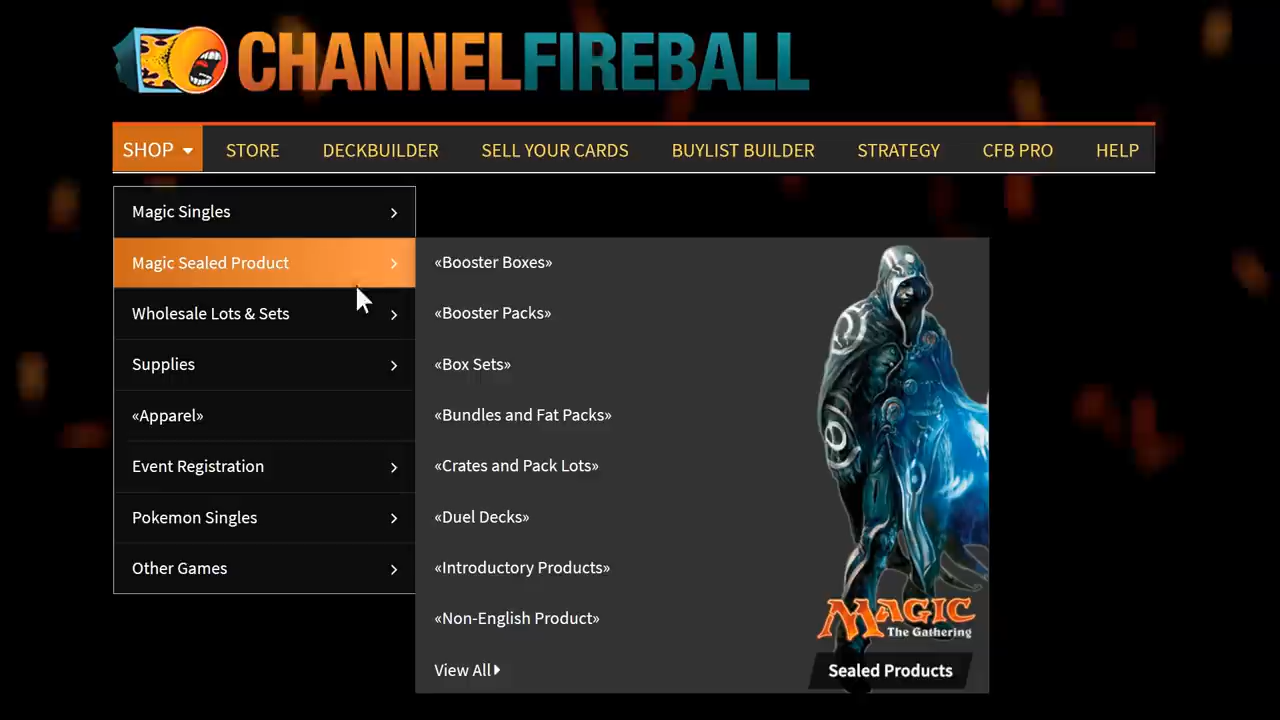 CHANNELFIREBALL
SHOP STORE DECKBUILDER SELL YOUR CARDS BUYLIST BUILDER STRATEGY CFB PRO HELP
Magic Singles
Magic Sealed Product
Wholesale Lots & Sets
Supplies
«Apparel»
Event Registration
Pokemon Singles
Other Games
«Booster Boxes»
«Booster Packs»
«Box Sets»
«Bundles and Fat Packs»
«Crates and Pack Lots»
«Duel Decks»
«Introductory Products»
«Non-English Product»
View All
MAGIC
The Gathering
Sealed Products